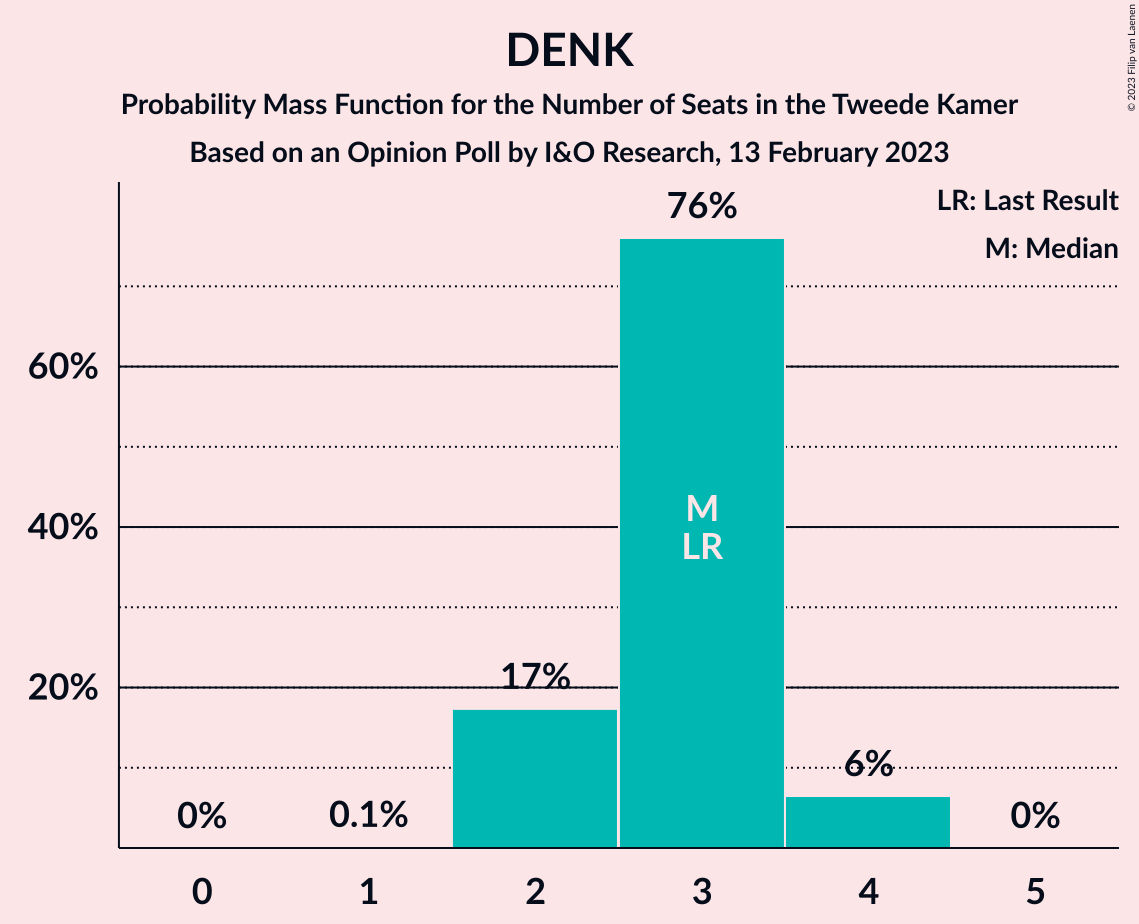 DENK
Probability Mass Function for the Number of Seats in the Tweede Kamer
Based on an Opinion Poll by I&O Research, 13 February 2023
© 2023 Filip van Laenen
LR: Last Result
M: Median
76%
60%
40%
20%
M
LR
17%
6%
0%
0.1%
0%
0 1 2 3 4 5